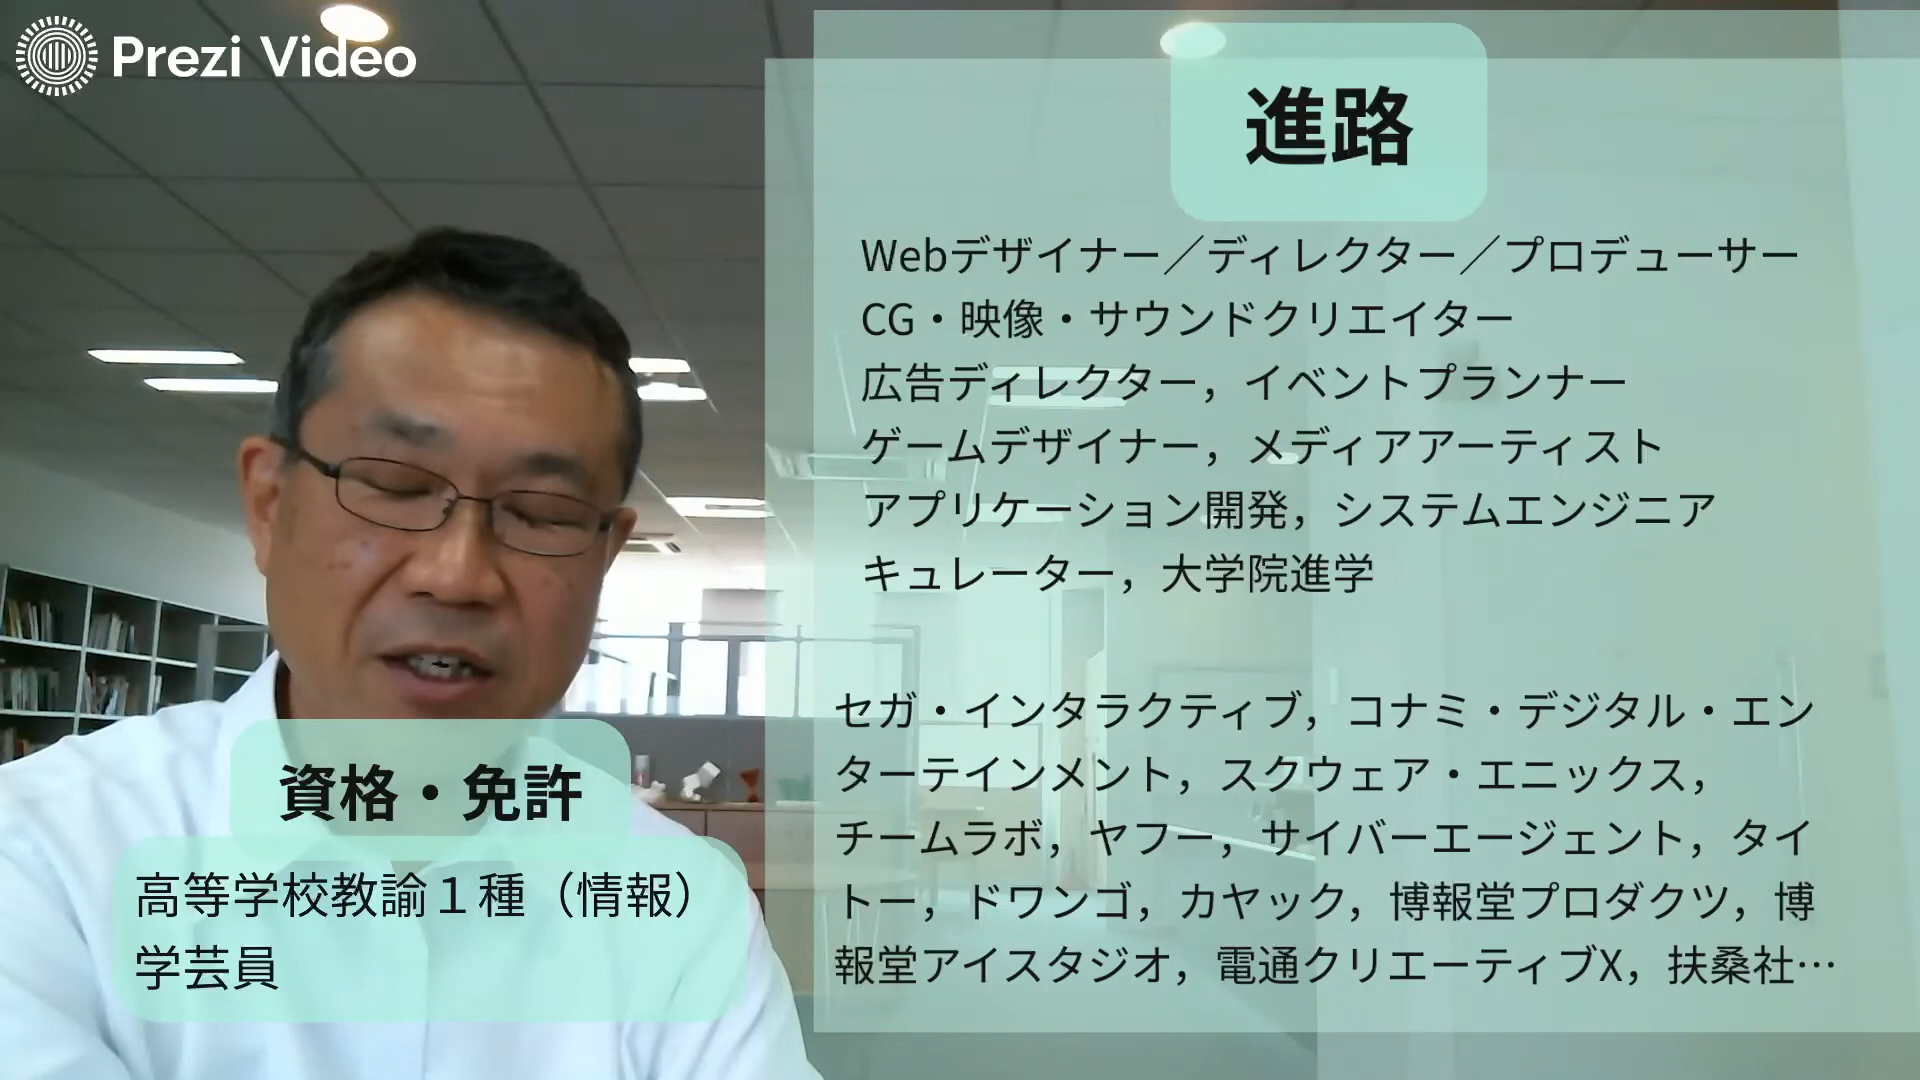 Prezi Video
進路
Webデザイナー／ディレクター／プロデューサー
CG・映像・サウンドクリエイター
広告ディレクター，イベントプランナー
ゲームデザイナー，メディアアーティスト
アプリケーション開発，システムエンジニア
キュレーター，大学院進学
セガ・インタラクティブ，コナミ・デジタル・エン
ターテインメント，スクウェア・エニックス，
チームラボ，ヤフー，サイバーエージェント，タイ
トー，ドワンゴ，カヤック，博報堂プロダクツ，博
報堂アイスタジオ，電通クリエーティブX，扶桑社…
資格・免許
高等学校教諭１種（情報）
学芸員